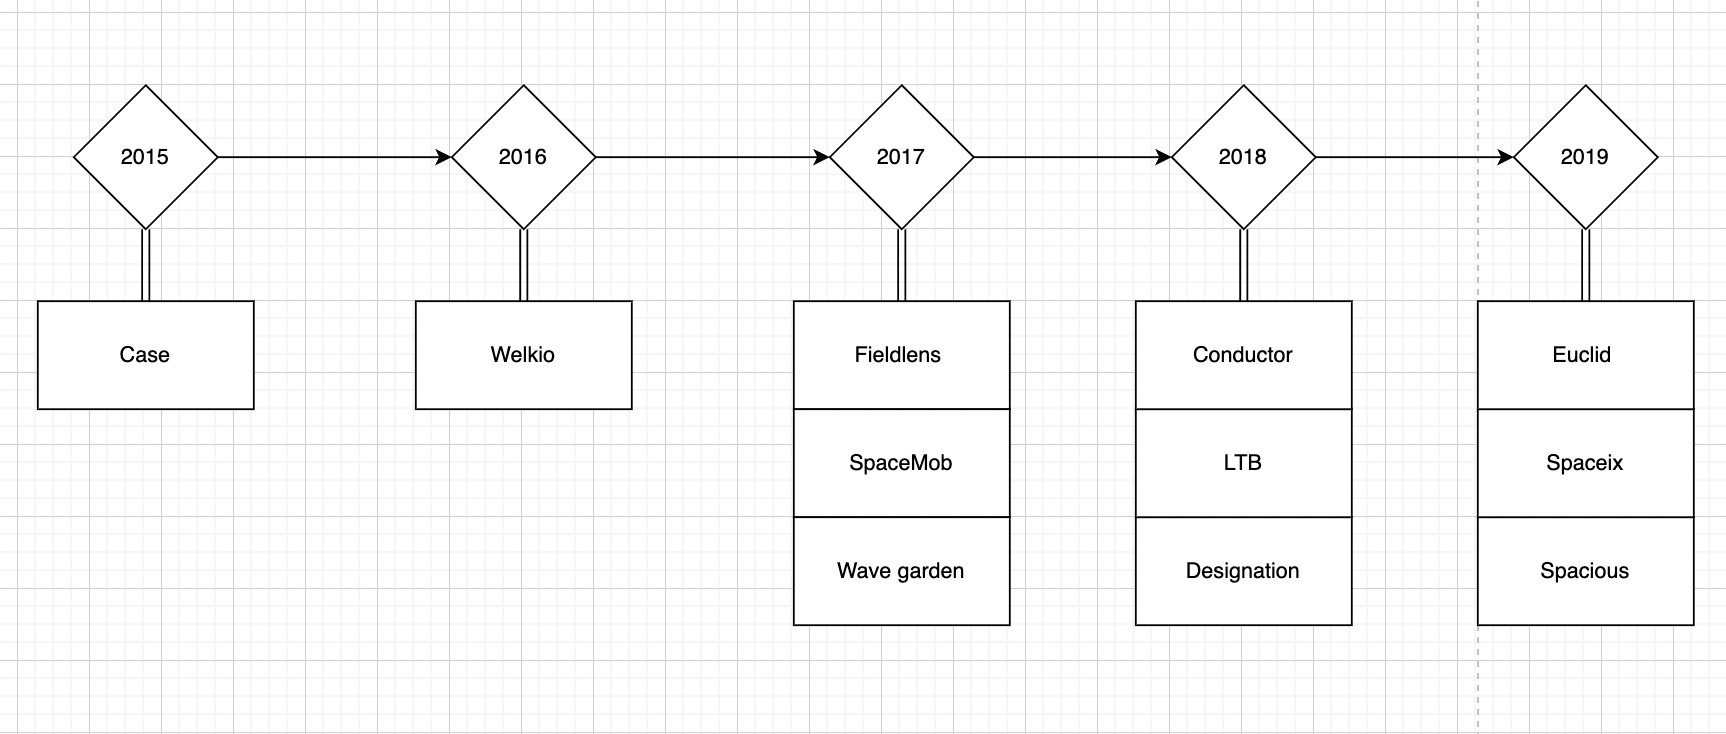 2015
2016
2017
2018
2019
Case
Welkio
Fieldlens
Conductor
Euclid
SpaceMob
LTB
Spaceix
Wave garden
Designation
Spacious